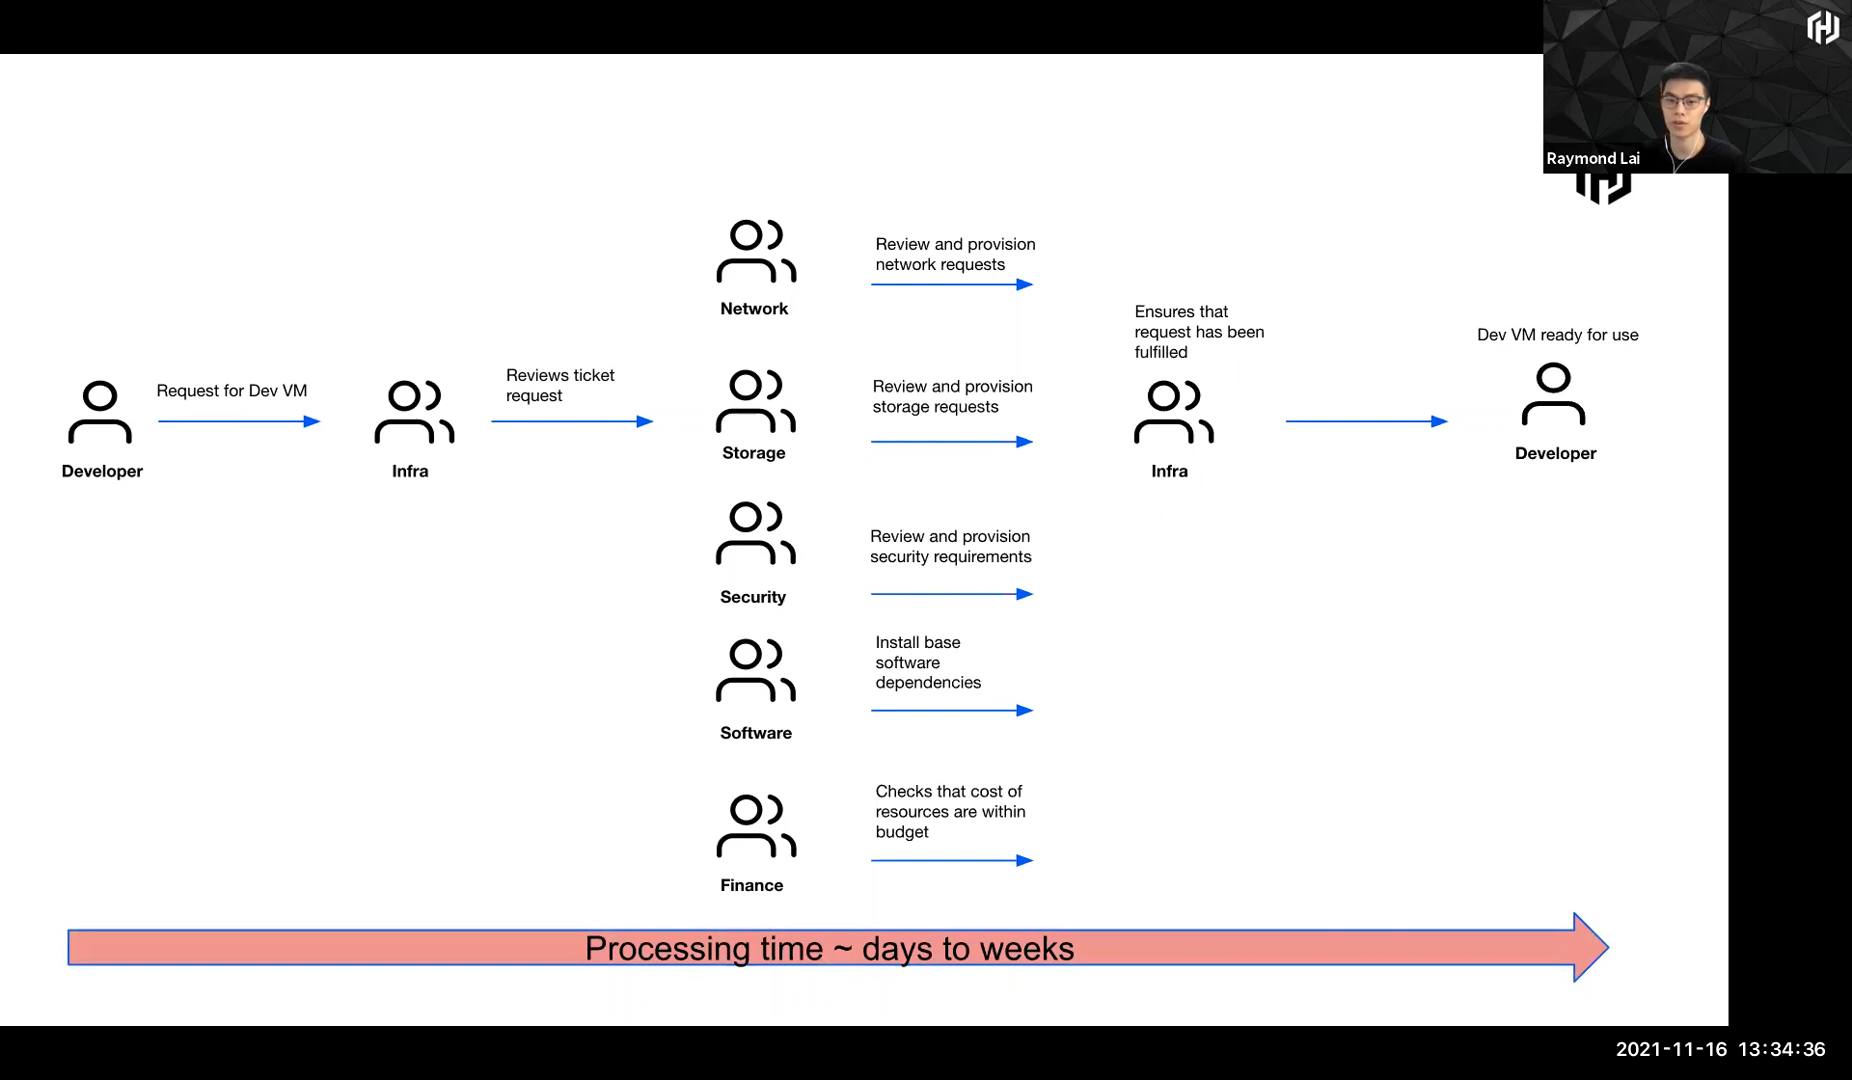 Raymond Lai
Review and provision
network requests
Network
Ensures that
request has been
fulfilled
Dev VM ready for use
Request for Dev VM
Reviews ticket
request
Review and provision
storage requests
Developer
Infra
Storage
Infra
Developer
Review and provision
security requirements
Security
Install base
software
dependencies
Software
Checks that cost of
resources are within
budget
Finance
Processing time ~ days to weeks
2021-11-16 13:34:36